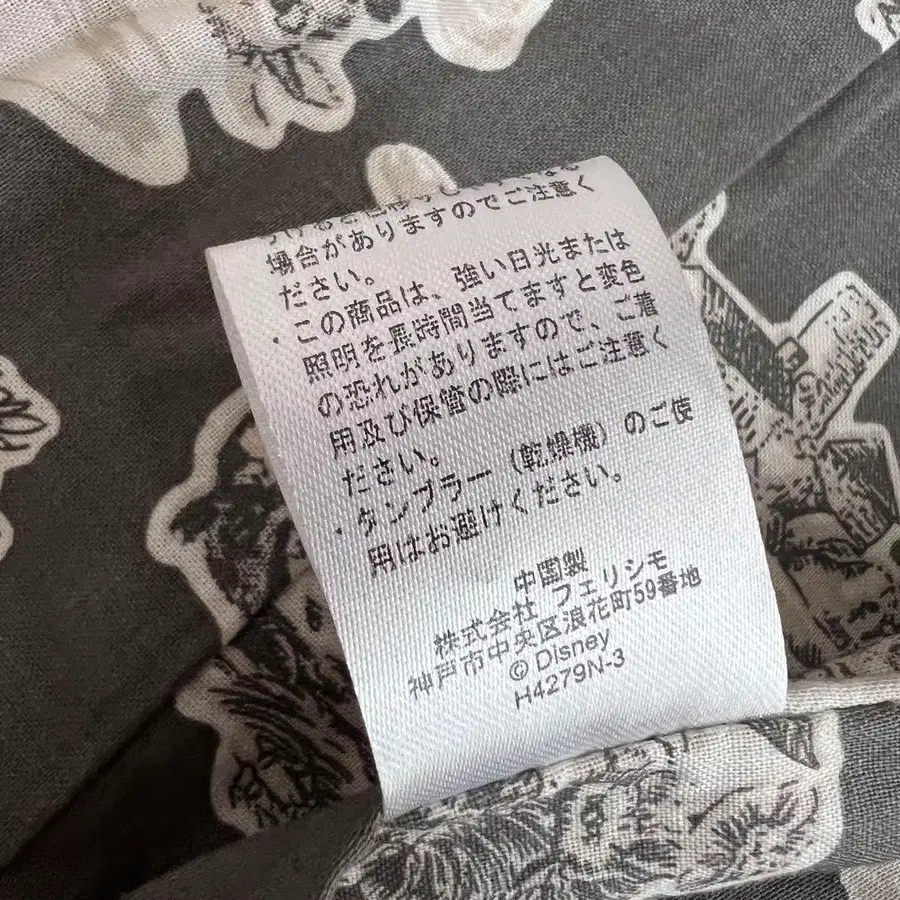 場合がありますのでご注意く
ださい。
・この商品は、強い日光または
照明を長時間当てますと変色
の恐れがありますので、ご着
用及び保管の際にはご注意く
ださい。
・タンブラー（乾燥機）のご使
用はお避けください。
中国製
株式会社 フェリシモ
神戸市中央区浪花町59番地
© Disney
H4279N-3